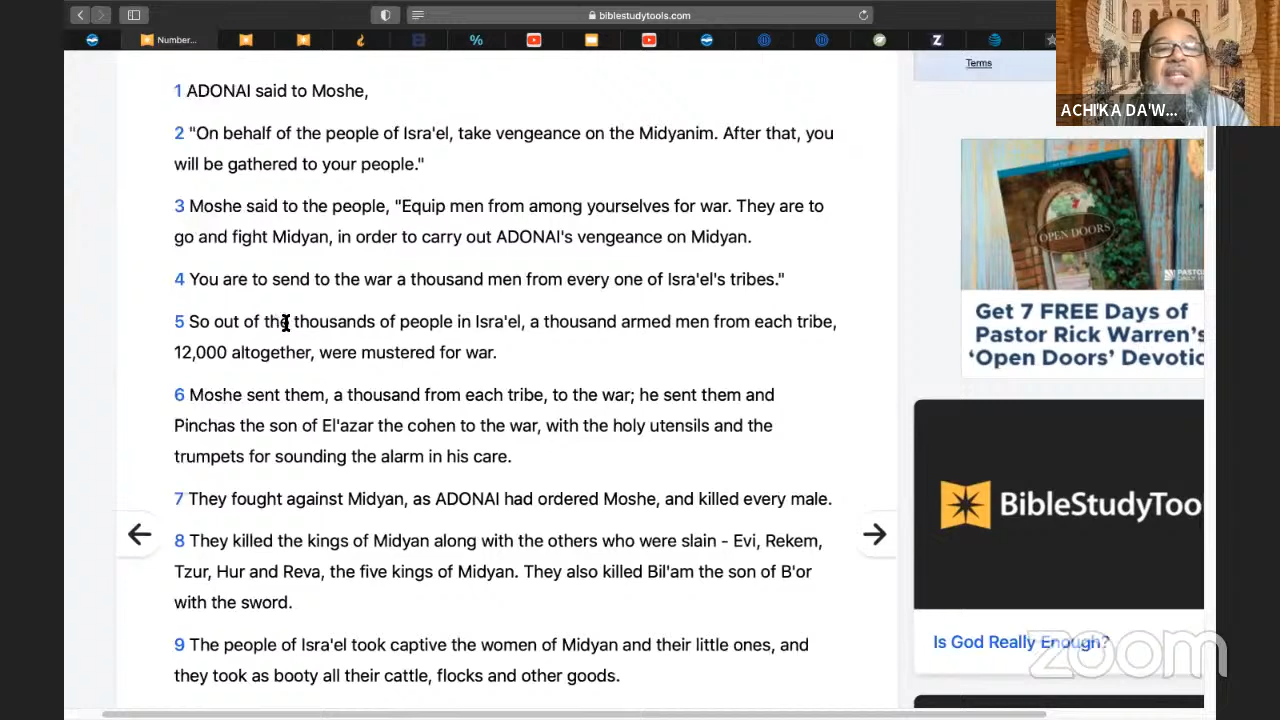 biblestudytools.com
Number...
%
Z
Terms
ACHI'KA DA'W...
1 ADONAI said to Moshe,
2 "On behalf of the people of Isra'el, take vengeance on the Midyanim. After that, you
will be gathered to your people."
3 Moshe said to the people, "Equip men from among yourselves for war. They are to
go and fight Midyan, in order to carry out ADONAI's vengeance on Midyan.
4 You are to send to the war a thousand men from every one of Isra'el's tribes."
5 So out of the thousands of people in Isra'el, a thousand armed men from each tribe,
12,000 altogether, were mustered for war.
6 Moshe sent them, a thousand from each tribe, to the war; he sent them and
Pinchas the son of El'azar the cohen to the war, with the holy utensils and the
trumpets for sounding the alarm in his care.
7 They fought against Midyan, as ADONAI had ordered Moshe, and killed every male.
8 They killed the kings of Midyan along with the others who were slain - Evi, Rekem,
Tzur, Hur and Reva, the five kings of Midyan. They also killed Bil'am the son of B'or
with the sword.
9 The people of Isra'el took captive the women of Midyan and their little ones, and
they took as booty all their cattle, flocks and other goods.
OPEN DOORS
Get 7 FREE Days of
Pastor Rick Warren's
'Open Doors' Devotio
BibleStudyToo
Is God Really Enough?
zoom